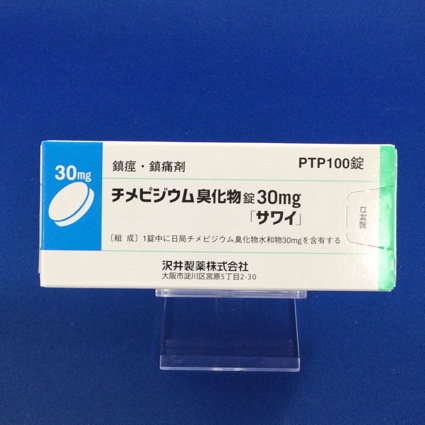 30mg
鎮痙・鎮痛剤
PTP100錠
チメピジウム臭化物錠30mg
「サワイ」
〔組 成〕1錠中に日局チメピジウム臭化物水和物30mgを含有する
開封口
沢井製薬株式会社
大阪市淀川区宮原5丁目2-30